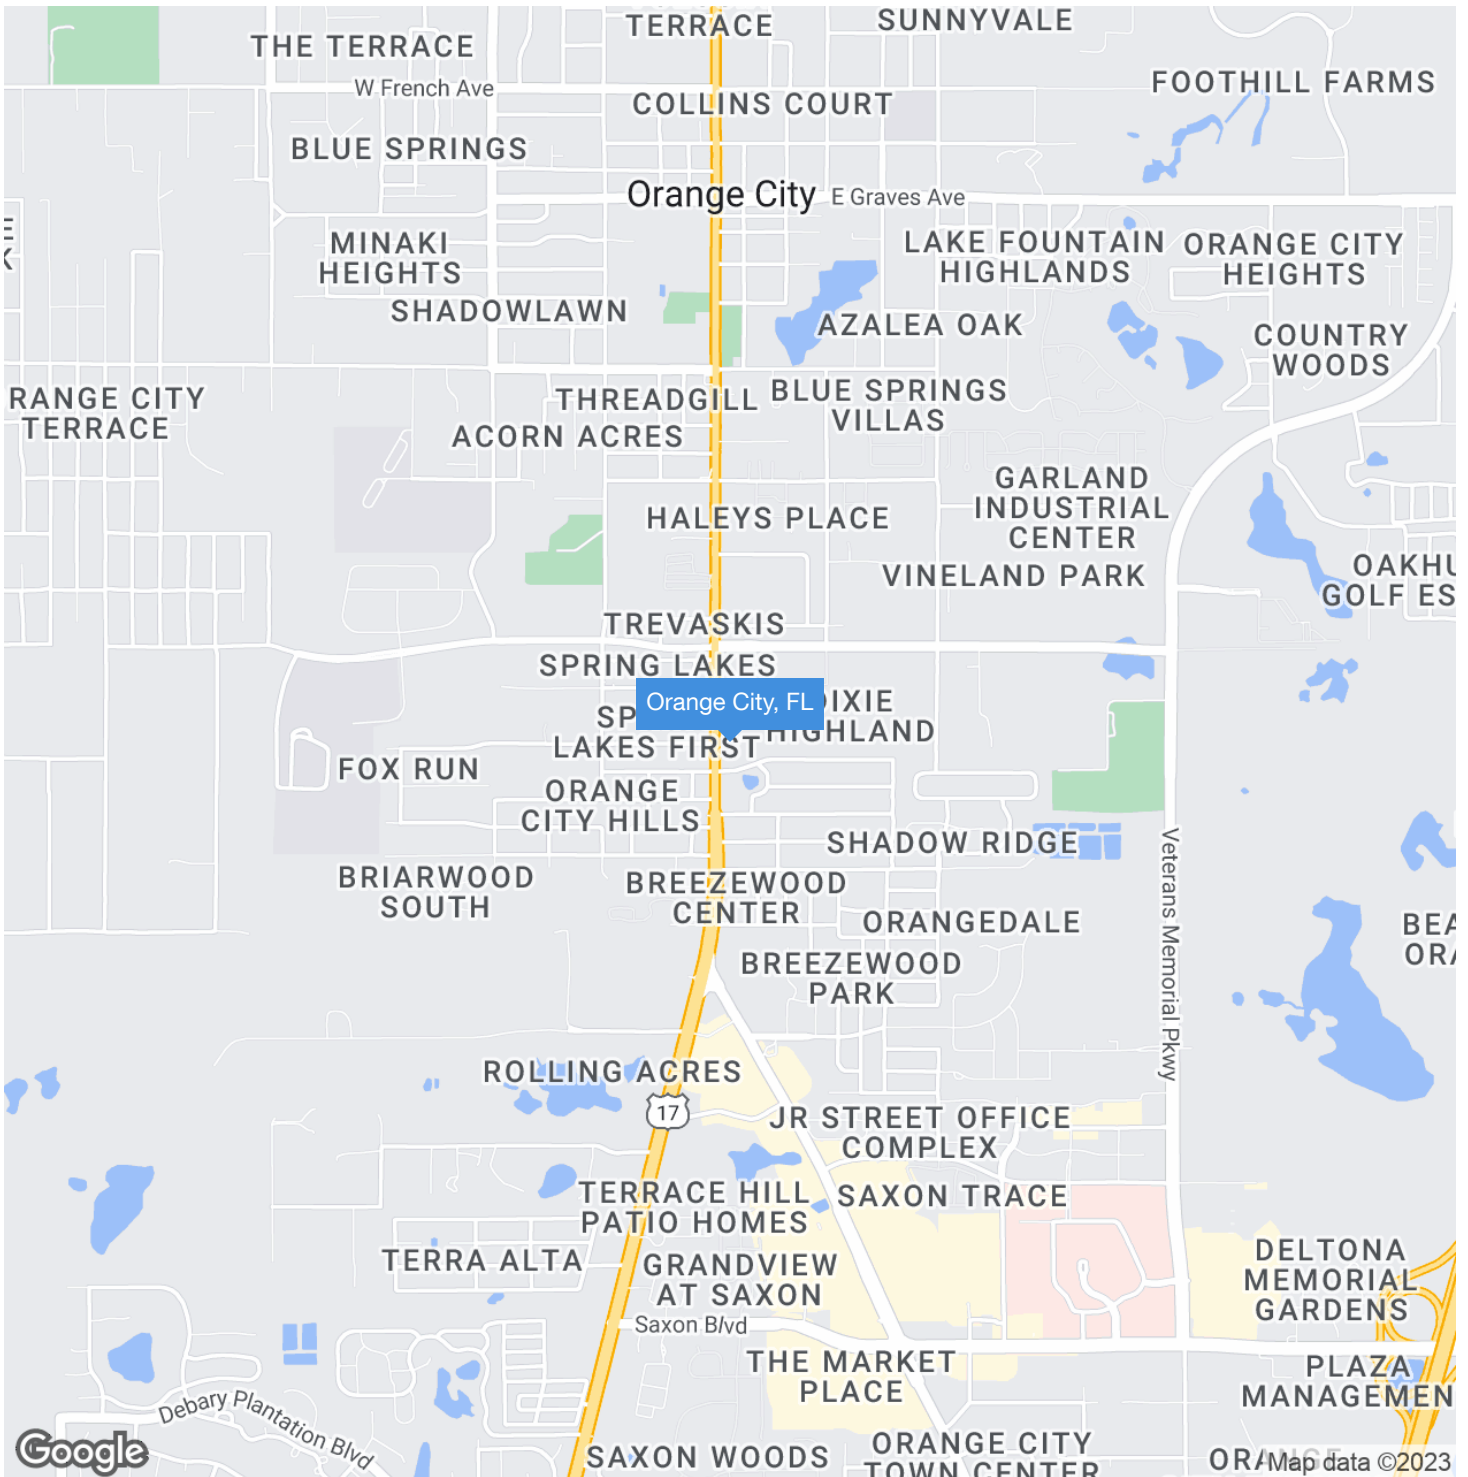 TERRACE
SUNNYVALE
THE TERRACE
W French Ave
FOOTHILL FARMS
COLLINS COURT
BLUE SPRINGS
Orange City
E Graves Ave
MINAKI
HEIGHTS
LAKE FOUNTAIN
HIGHLANDS
ORANGE CITY
HEIGHTS
SHADOWLAWN
AZALEA OAK
COUNTRY
WOODS
RANGE CITY
TERRACE
THREADGILL
BLUE SPRINGS
VILLAS
ACORN ACRES
GARLAND
INDUSTRIAL
CENTER
HALEYS PLACE
VINELAND PARK
OAKHU
GOLF ES
TREVASKIS
SPRING LAKES
Orange City, FL
SP
LAKES FIRST
DIXIE
HIGHLAND
FOX RUN
ORANGE
CITY HILLS
SHADOW RIDGE
Veterans Memorial Pkwy
BRIARWOOD
SOUTH
BREEZEWOOD
CENTER
ORANGEDALE
BEA
OR
BREEZEWOOD
PARK
ROLLING ACRES
17
JR STREET OFFICE
COMPLEX
TERRACE HILL
PATIO HOMES
SAXON TRACE
TERRA ALTA
GRANDVIEW
AT SAXON
DELTONA
MEMORIAL
GARDENS
Saxon Blvd
THE MARKET
PLACE
PLAZA
MANAGEMEN
Debary Plantation Blvd
Google
SAXON WOODS
ORANGE CITY
TOWN CENTER
ORANGE
Map data ©2023